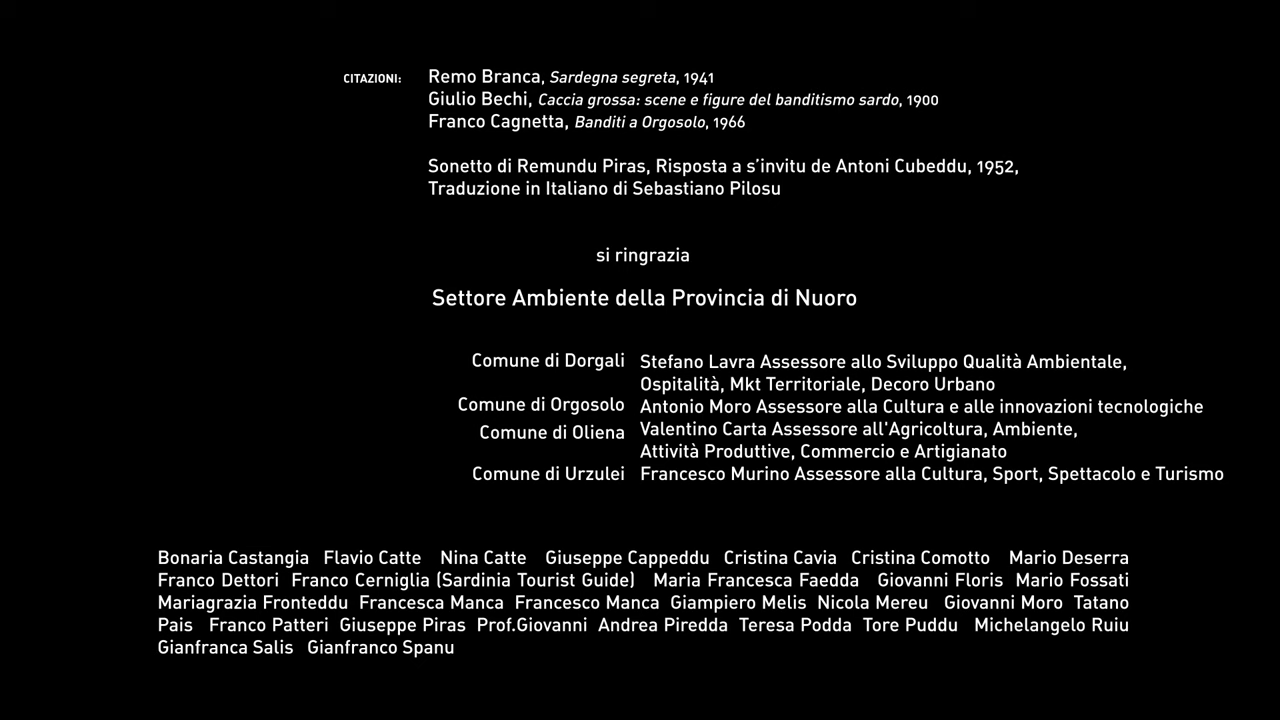 CITAZIONI: Remo Branca, Sardegna segreta, 1941
Giulio Bechi, Caccia grossa: scene e figure del banditismo sardo, 1900
Franco Cagnetta, Banditi a Orgosolo, 1966
Sonetto di Remundu Piras, Risposta a s'invitu de Antoni Cubeddu, 1952,
Traduzione in Italiano di Sebastiano Pilosu
si ringrazia
Settore Ambiente della Provincia di Nuoro
Comune di Dorgali Stefano Lavra Assessore allo Sviluppo Qualità Ambientale,
Ospitalità, Mkt Territoriale, Decoro Urbano
Comune di Orgosolo Antonio Moro Assessore alla Cultura e alle innovazioni tecnologiche
Comune di Oliena Valentino Carta Assessore all'Agricoltura, Ambiente,
Attività Produttive, Commercio e Artigianato
Comune di Urzulei Francesco Murino Assessore alla Cultura, Sport, Spettacolo e Turismo
Bonaria Castangia Flavio Catte Nina Catte Giuseppe Cappeddu Cristina Cavia Cristina Comotto Mario Deserra
Franco Dettori Franco Cerniglia (Sardinia Tourist Guide) Maria Francesca Faedda Giovanni Floris Mario Fossati
Mariagrazia Fronteddu Francesca Manca Francesco Manca Giampiero Melis Nicola Mereu Giovanni Moro Tatano
Pais Franco Patteri Giuseppe Piras Prof.Giovanni Andrea Piredda Teresa Podda Tore Puddu Michelangelo Ruiu
Gianfranca Salis Gianfranco Spanu